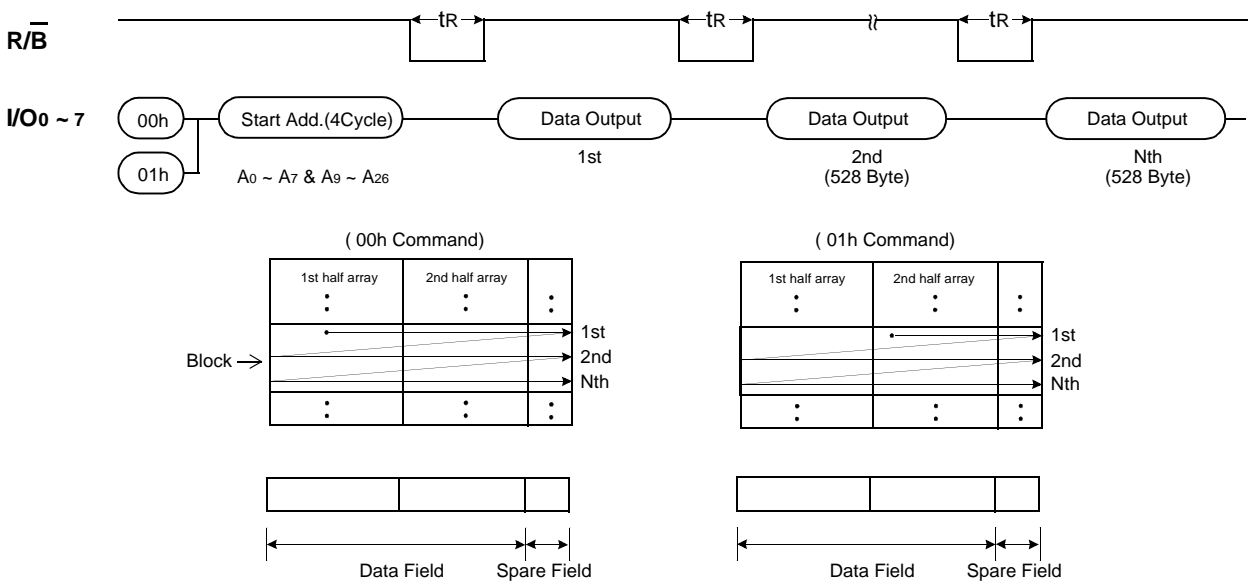 R/B tR tR tR
I/O0 ~ 7 00h Start Add.(4Cycle) Data Output Data Output Data Output
01h A0 ~ A7 & A9 ~ A26 1st 2nd Nth
(528 Byte) (528 Byte)
( 00h Command) ( 01h Command)
1st half array 2nd half array 1st half array 2nd half array
1st 1st
Block 2nd 2nd
Nth Nth
Data Field Spare Field Data Field Spare Field